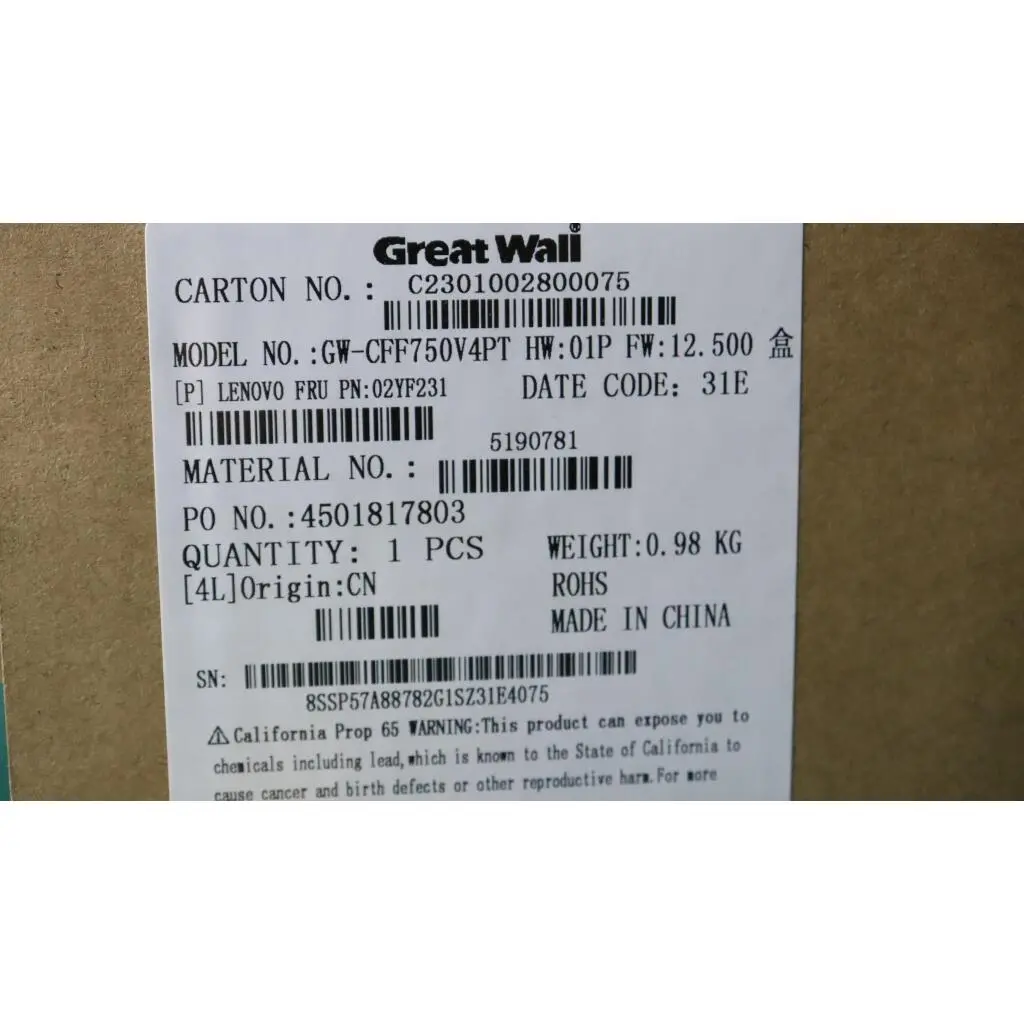 Great Wall®
CARTON NO.: C2301002800075
MODEL NO.:GW-CFF750V4PT HW:01P FW:12.500 盒
[P] LENOVO FRU PN:02YF231 DATE CODE: 31E
5190781
MATERIAL NO.:
PO NO.:4501817803
QUANTITY: 1 PCS WEIGHT:0.98 KG
[4L]Origin:CN ROHS
MADE IN CHINA
SN:
8SSP57A88782G1SZ31E4075
⚠California Prop 65 WARNING:This product can expose you to
chemicals including lead,which is known to the State of California to
cause cancer and birth defects or other reproductive harm.For more